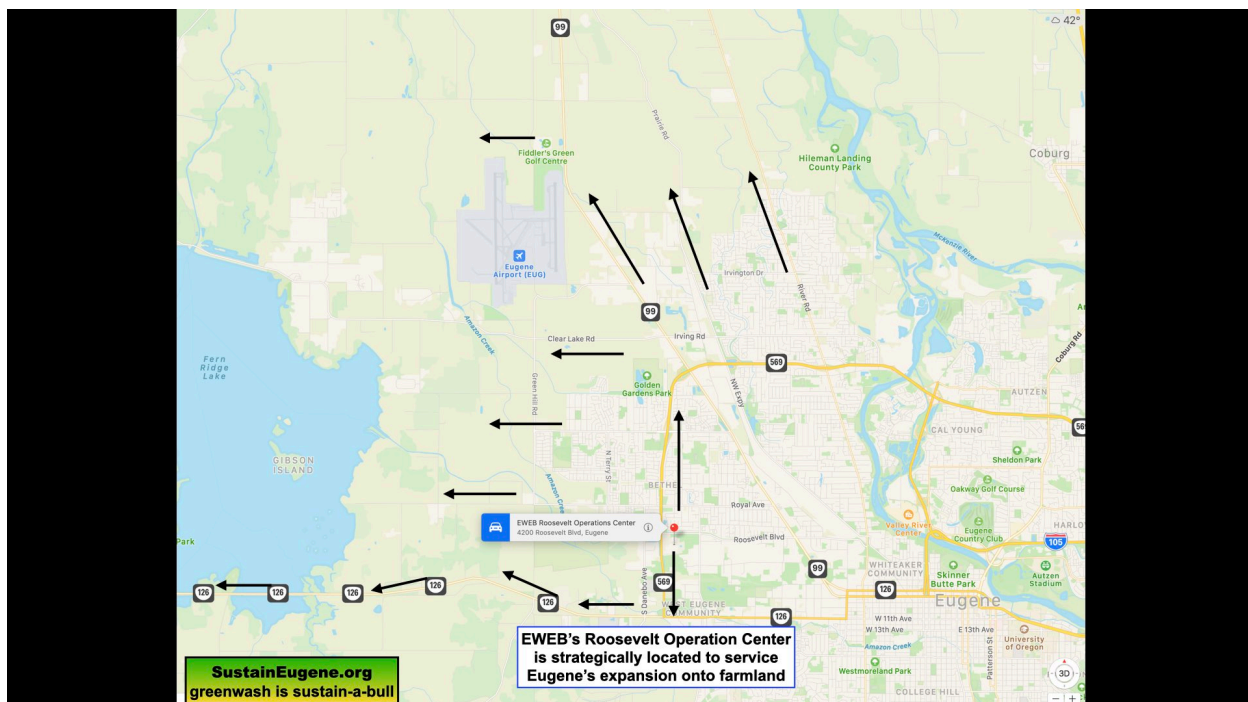 99
42°
Prairie Rd
Fiddler's Green
Golf Centre
Hileman Landing
County Park
Coburg
McKenzie River
Eugene
Airport (EUG)
Irvington Dr
River Rd
99
Amazon Creek
Clear Lake Rd
Irving Rd
Coburg Rd
Fern
Ridge
Lake
569
Golden
Gardens Park
NW Expy
Green Hill Rd
AUTZEN
CAL YOUNG
GIBSON
ISLAND
N Terry St
Sheldon Park
Amazon Creek
BETHEL
Oakway Golf Course
Royal Ave
EWEB Roosevelt Operations Center
4200 Roosevelt Blvd, Eugene
Valley River
Center
Eugene
Country Club
Roosevelt Blvd
Park
105
WHITEAKER
COMMUNITY
99
Skinner
Butte Park
Autzen
Stadium
S Danebo Ave
569
126
126
126
126
126
126
126
WEST EUGENE
COMMUNITY
Eugene
W 11th Ave
W 13th Ave
E 13th Ave
Patterson St
University
of Oregon
Amazon Creek
Westmoreland Park
COLLEGE HILL
3D
EWEB's Roosevelt Operation Center
is strategically located to service
Eugene's expansion onto farmland
SustainEugene.org
greenwash is sustain-a-bull